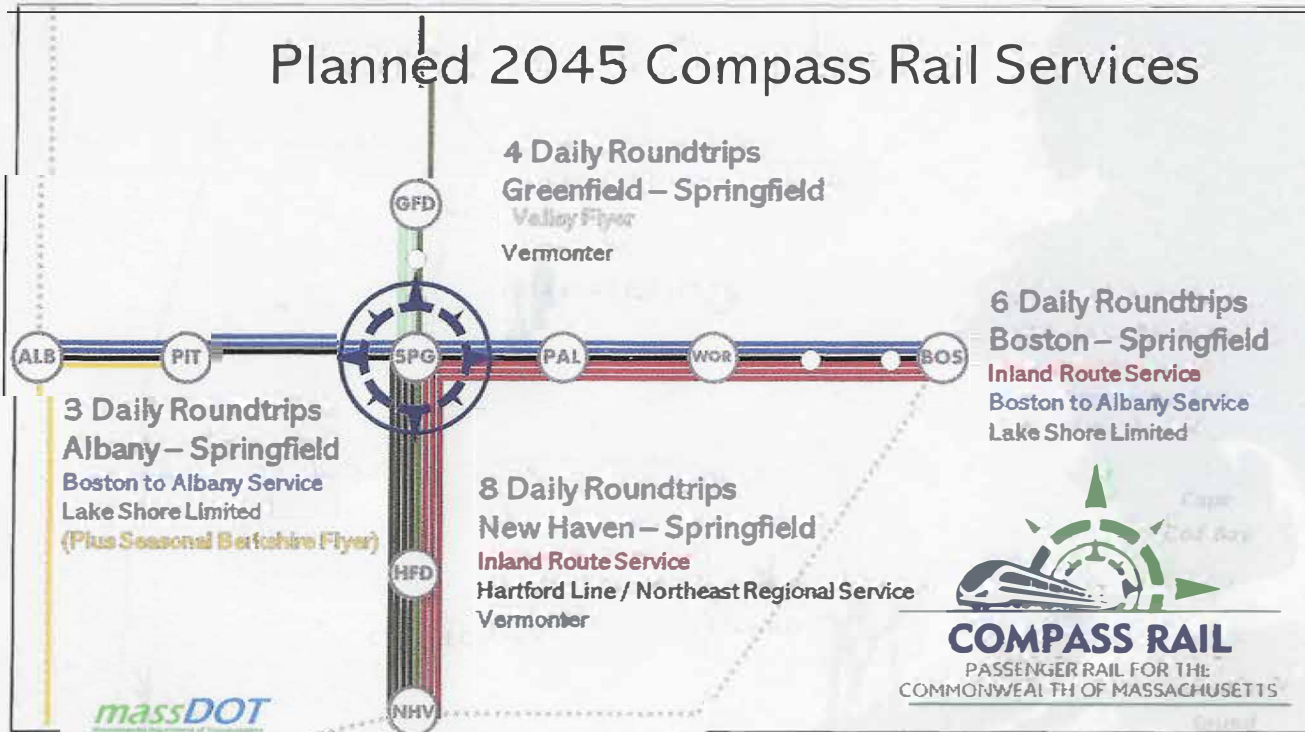 Planned 2045 Compass Rail Services
4 Daily Roundtrips
Greenfield – Springfield
Valley Flyer
Vermonter
GFD
6 Daily Roundtrips
Boston – Springfield
Inland Route Service
Boston to Albany Service
Lake Shore Limited
ALB
PIT
SPG
PAL
WOR
BOS
3 Daily Roundtrips
Albany – Springfield
Boston to Albany Service
Lake Shore Limited
(Plus Seasonal Berkshire Flyer)
8 Daily Roundtrips
New Haven – Springfield
Inland Route Service
Hartford Line / Northeast Regional Service
Vermonter
HFD
NHV
Cape
Cod Bay
COMPASS RAIL
PASSENGER RAIL FOR THE
COMMONWEALTH OF MASSACHUSETTS
Sound
massDOT